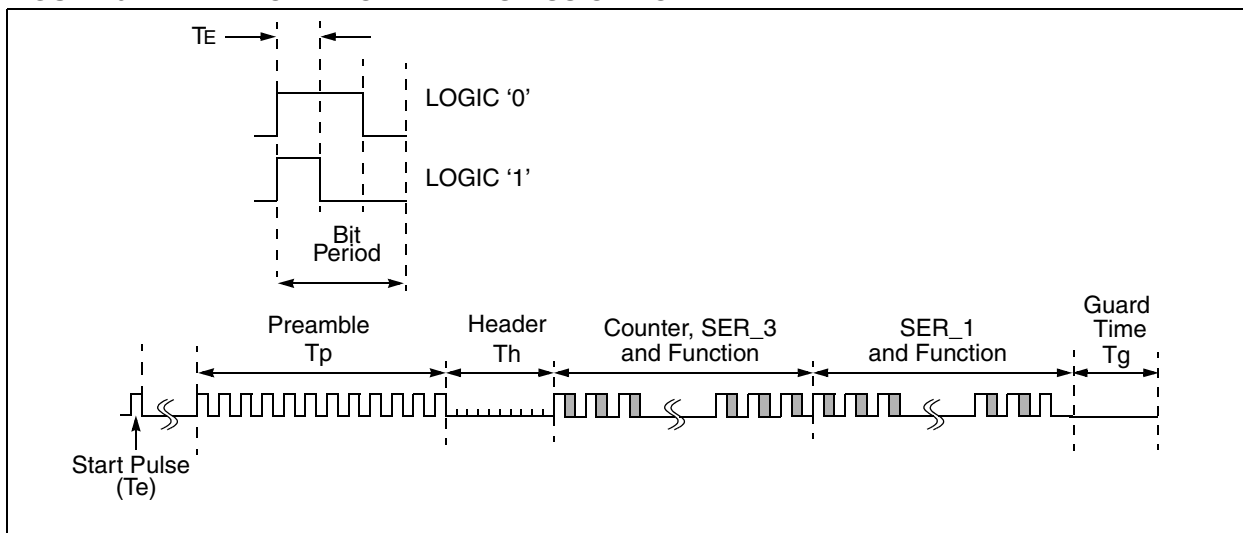 TE
LOGIC ‘0’
LOGIC ‘1’
Bit
Period
Preamble
Tp
Header
Th
Counter, SER_3
and Function
SER_1
and Function
Guard
Time
Tg
Start Pulse
(Te)